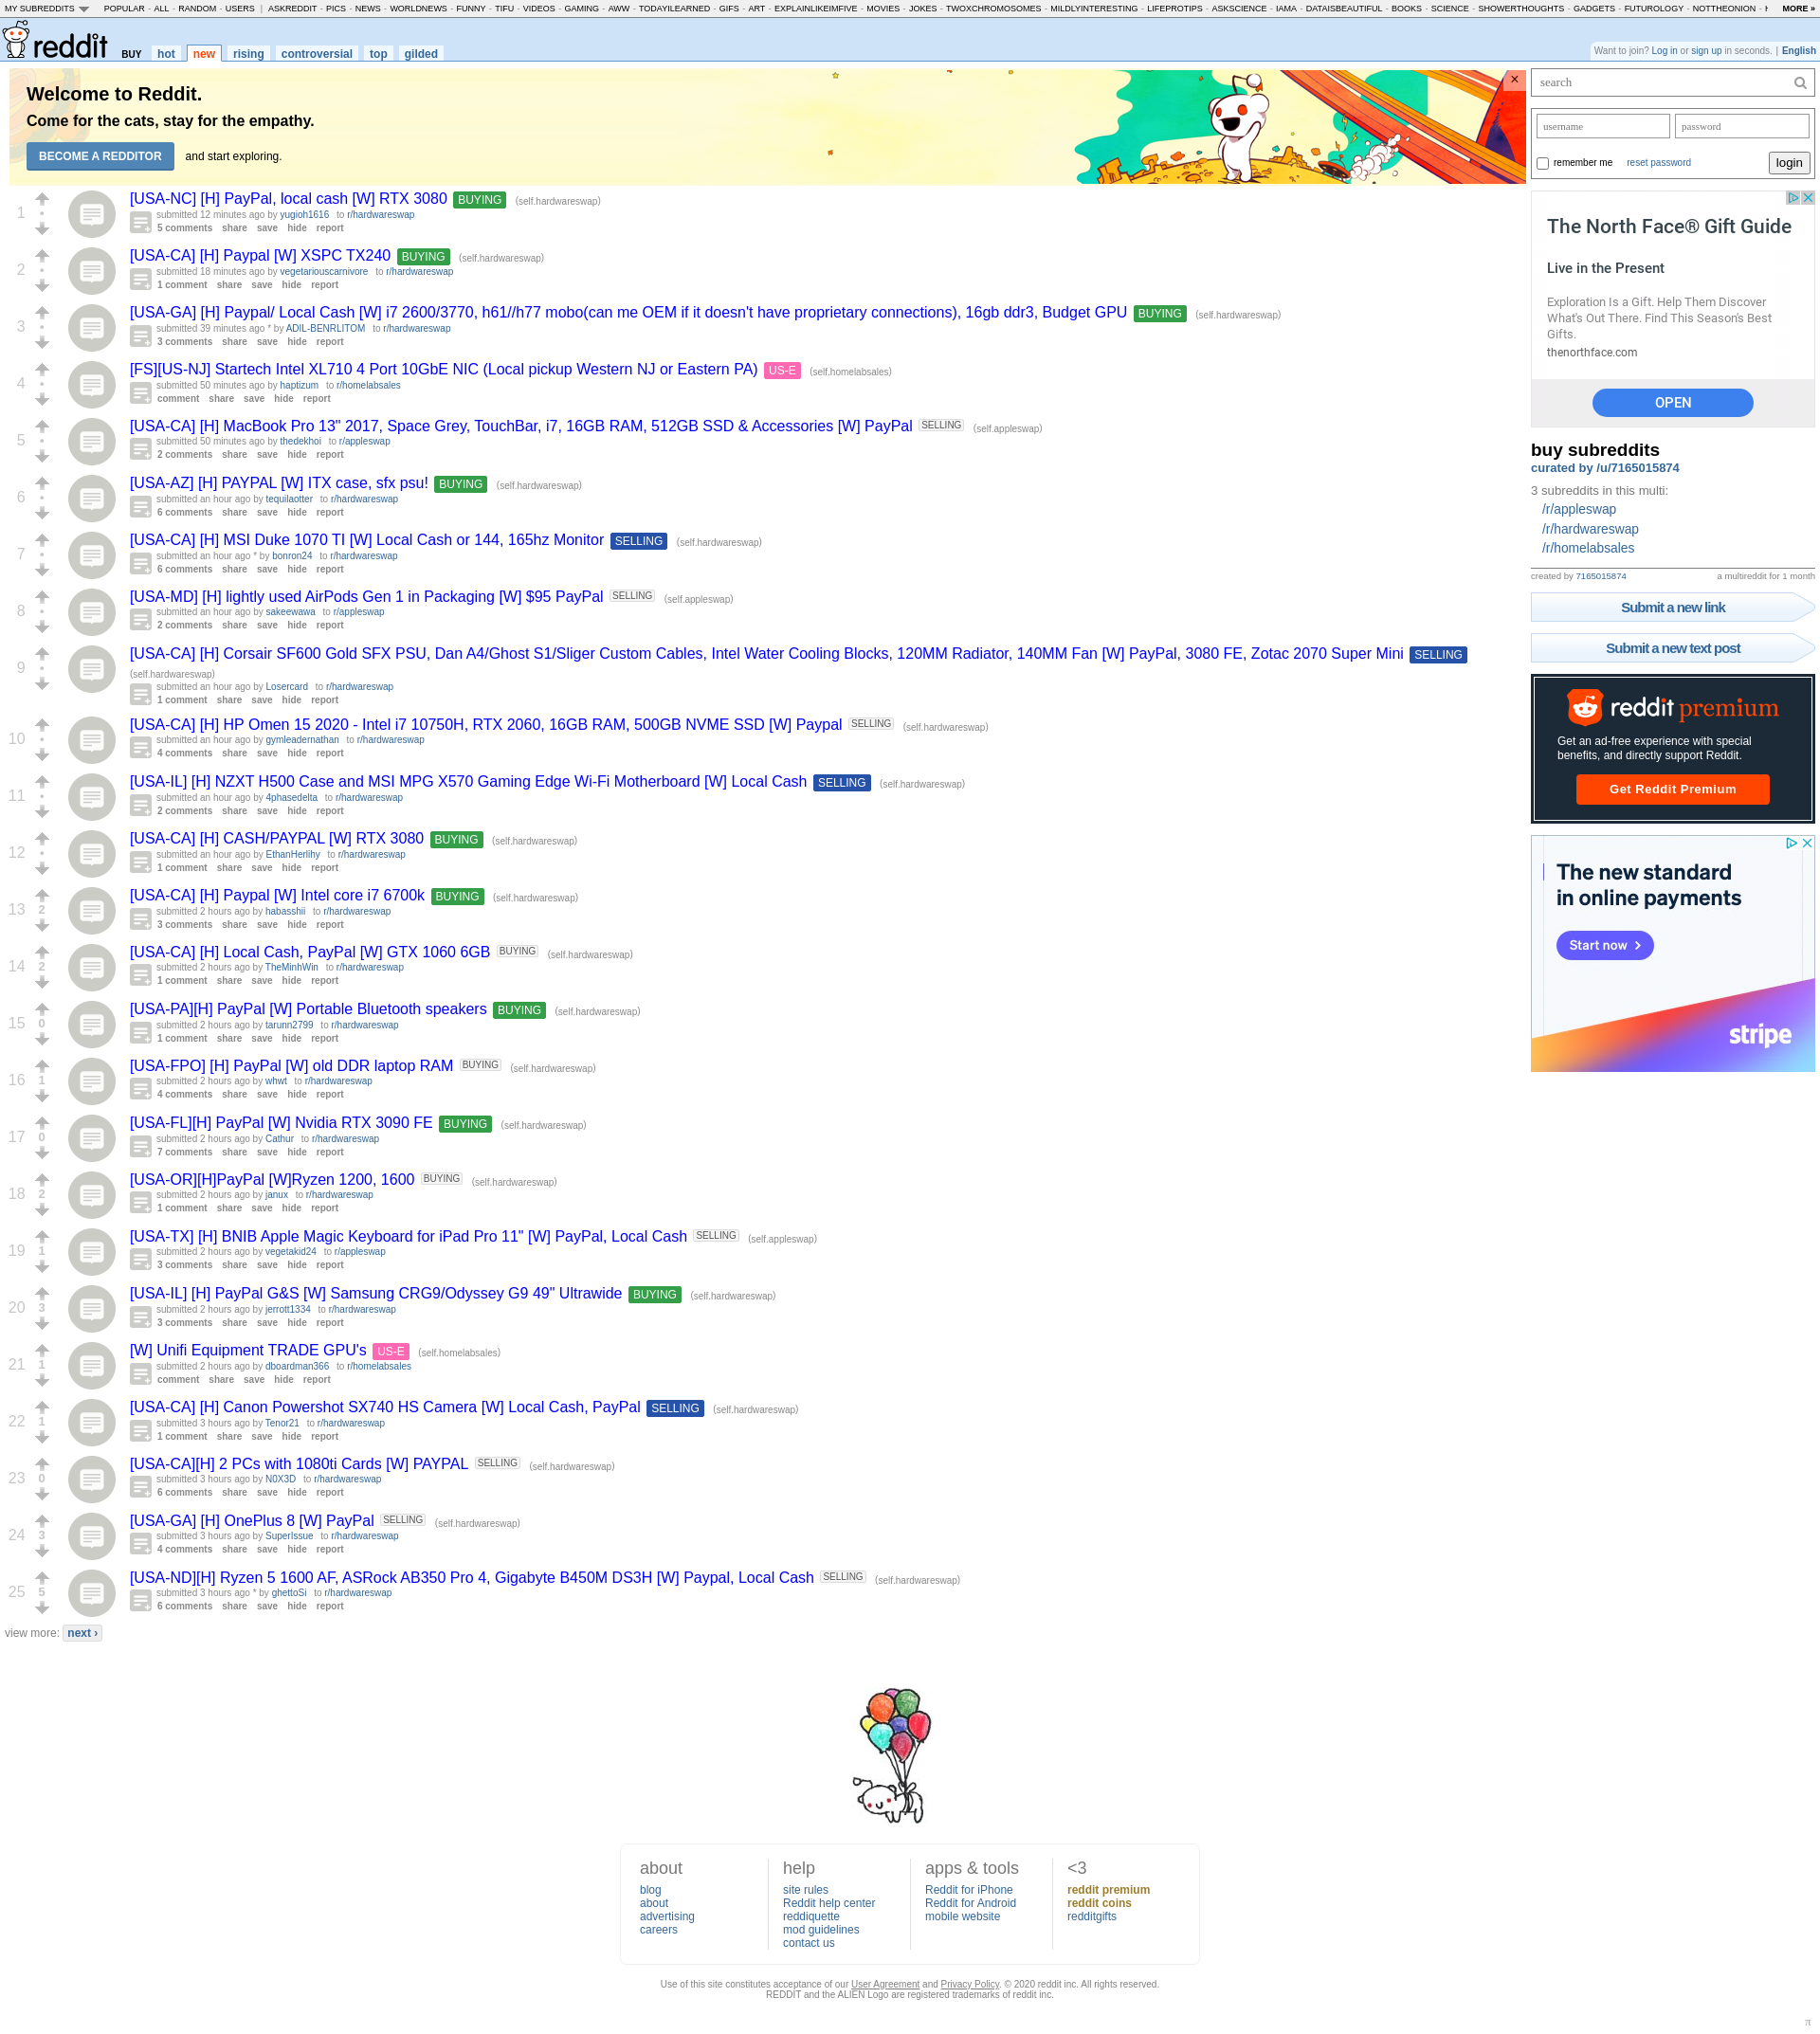 MY SUBREDDITS POPULAR - ALL - RANDOM - USERS | ASKREDDIT - PICS - NEWS - WORLDNEWS - FUNNY - TIFU - VIDEOS - GAMING - AWW - TODAYILEARNED - GIFS - ART - EXPLAINLIKEIMFIVE - MOVIES - JOKES - TWOXCHROMOSOMES - MILDLYINTERESTING - LIFEPROTIPS - ASKSCIENCE - IAMA - DATAISBEAUTIFUL - BOOKS - SCIENCE - SHOWERTHOUGHTS - GADGETS - FUTUROLOGY - NOTTHEONION - MORE »
reddit BUY hot new rising controversial top gilded
Want to join? Log in or sign up in seconds. | English
Welcome to Reddit.
Come for the cats, stay for the empathy.
BECOME A REDDITOR and start exploring.
×
1
[USA-NC] [H] PayPal, local cash [W] RTX 3080 BUYING (self.hardwareswap)
submitted 12 minutes ago by yugioh1616 to r/hardwareswap
5 comments share save hide report
2
[USA-CA] [H] Paypal [W] XSPC TX240 BUYING (self.hardwareswap)
submitted 18 minutes ago by vegetariouscarnivore to r/hardwareswap
1 comment share save hide report
3
[USA-GA] [H] Paypal/ Local Cash [W] i7 2600/3770, h61//h77 mobo(can me OEM if it doesn't have proprietary connections), 16gb ddr3, Budget GPU BUYING (self.hardwareswap)
submitted 39 minutes ago * by ADIL-BENRLITOM to r/hardwareswap
3 comments share save hide report
4
[FS][US-NJ] Startech Intel XL710 4 Port 10GbE NIC (Local pickup Western NJ or Eastern PA) US-E (self.homelabsales)
submitted 50 minutes ago by haptizum to r/homelabsales
comment share save hide report
5
[USA-CA] [H] MacBook Pro 13" 2017, Space Grey, TouchBar, i7, 16GB RAM, 512GB SSD & Accessories [W] PayPal SELLING (self.appleswap)
submitted 50 minutes ago by thedekhoi to r/appleswap
2 comments share save hide report
6
[USA-AZ] [H] PAYPAL [W] ITX case, sfx psu! BUYING (self.hardwareswap)
submitted an hour ago by tequilaotter to r/hardwareswap
6 comments share save hide report
7
[USA-CA] [H] MSI Duke 1070 TI [W] Local Cash or 144, 165hz Monitor SELLING (self.hardwareswap)
submitted an hour ago * by bonron24 to r/hardwareswap
6 comments share save hide report
8
[USA-MD] [H] lightly used AirPods Gen 1 in Packaging [W] $95 PayPal SELLING (self.appleswap)
submitted an hour ago by sakeewawa to r/appleswap
2 comments share save hide report
9
[USA-CA] [H] Corsair SF600 Gold SFX PSU, Dan A4/Ghost S1/Sliger Custom Cables, Intel Water Cooling Blocks, 120MM Radiator, 140MM Fan [W] PayPal, 3080 FE, Zotac 2070 Super Mini SELLING
(self.hardwareswap)
submitted an hour ago by Losercard to r/hardwareswap
1 comment share save hide report
10
[USA-CA] [H] HP Omen 15 2020 - Intel i7 10750H, RTX 2060, 16GB RAM, 500GB NVME SSD [W] Paypal SELLING (self.hardwareswap)
submitted an hour ago by gymleadernathan to r/hardwareswap
4 comments share save hide report
11
[USA-IL] [H] NZXT H500 Case and MSI MPG X570 Gaming Edge Wi-Fi Motherboard [W] Local Cash SELLING (self.hardwareswap)
submitted an hour ago by 4phasedelta to r/hardwareswap
2 comments share save hide report
12
[USA-CA] [H] CASH/PAYPAL [W] RTX 3080 BUYING (self.hardwareswap)
submitted an hour ago by EthanHerlihy to r/hardwareswap
1 comment share save hide report
13 2
[USA-CA] [H] Paypal [W] Intel core i7 6700k BUYING (self.hardwareswap)
submitted 2 hours ago by habasshii to r/hardwareswap
3 comments share save hide report
14 2
[USA-CA] [H] Local Cash, PayPal [W] GTX 1060 6GB BUYING (self.hardwareswap)
submitted 2 hours ago by TheMinhWin to r/hardwareswap
1 comment share save hide report
15 0
[USA-PA][H] PayPal [W] Portable Bluetooth speakers BUYING (self.hardwareswap)
submitted 2 hours ago by tarunn2799 to r/hardwareswap
1 comment share save hide report
16 1
[USA-FPO] [H] PayPal [W] old DDR laptop RAM BUYING (self.hardwareswap)
submitted 2 hours ago by whwt to r/hardwareswap
4 comments share save hide report
17 0
[USA-FL][H] PayPal [W] Nvidia RTX 3090 FE BUYING (self.hardwareswap)
submitted 2 hours ago by Cathur to r/hardwareswap
7 comments share save hide report
18 2
[USA-OR][H]PayPal [W]Ryzen 1200, 1600 BUYING (self.hardwareswap)
submitted 2 hours ago by janux to r/hardwareswap
1 comment share save hide report
19 1
[USA-TX] [H] BNIB Apple Magic Keyboard for iPad Pro 11" [W] PayPal, Local Cash SELLING (self.appleswap)
submitted 2 hours ago by vegetakid24 to r/appleswap
3 comments share save hide report
20 3
[USA-IL] [H] PayPal G&S [W] Samsung CRG9/Odyssey G9 49" Ultrawide BUYING (self.hardwareswap)
submitted 2 hours ago by jerrott1334 to r/hardwareswap
3 comments share save hide report
21 1
[W] Unifi Equipment TRADE GPU's US-E (self.homelabsales)
submitted 2 hours ago by dboardman366 to r/homelabsales
comment share save hide report
22 1
[USA-CA] [H] Canon Powershot SX740 HS Camera [W] Local Cash, PayPal SELLING (self.hardwareswap)
submitted 3 hours ago by Tenor21 to r/hardwareswap
1 comment share save hide report
23 0
[USA-CA][H] 2 PCs with 1080ti Cards [W] PAYPAL SELLING (self.hardwareswap)
submitted 3 hours ago by N0X3D to r/hardwareswap
6 comments share save hide report
24 3
[USA-GA] [H] OnePlus 8 [W] PayPal SELLING (self.hardwareswap)
submitted 3 hours ago by SuperIssue to r/hardwareswap
4 comments share save hide report
25 5
[USA-ND][H] Ryzen 5 1600 AF, ASRock AB350 Pro 4, Gigabyte B450M DS3H [W] Paypal, Local Cash SELLING (self.hardwareswap)
submitted 3 hours ago * by ghettoSi to r/hardwareswap
6 comments share save hide report
view more: next ›
search
username password
remember me reset password login
The North Face® Gift Guide
Live in the Present
Exploration Is a Gift. Help Them Discover
What's Out There. Find This Season's Best
Gifts.
thenorthface.com
OPEN
buy subreddits
curated by /u/7165015874
3 subreddits in this multi:
/r/appleswap
/r/hardwareswap
/r/homelabsales
created by 7165015874 a multireddit for 1 month
Submit a new link
Submit a new text post
reddit premium
Get an ad-free experience with special
benefits, and directly support Reddit.
Get Reddit Premium
The new standard
in online payments
Start now
stripe
about
blog
about
advertising
careers
help
site rules
Reddit help center
reddiquette
mod guidelines
contact us
apps & tools
Reddit for iPhone
Reddit for Android
mobile website
<3
reddit premium
reddit coins
redditgifts
Use of this site constitutes acceptance of our User Agreement and Privacy Policy. © 2020 reddit inc. All rights reserved.
REDDIT and the ALIEN Logo are registered trademarks of reddit inc.
π